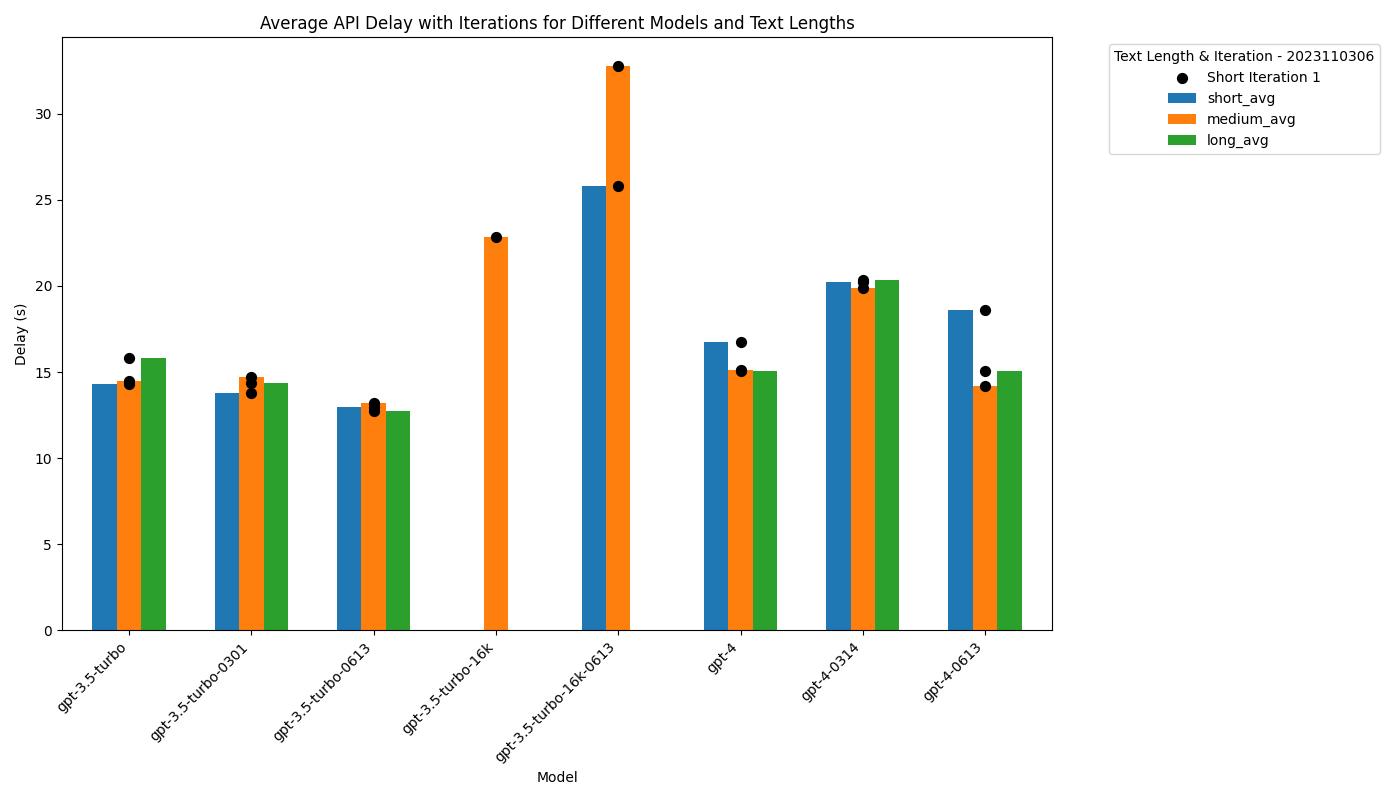 Average API Delay with Iterations for Different Models and Text Lengths
Text Length & Iteration - 2023110306
Short Iteration 1
short_avg
medium_avg
long_avg
Delay (s)
30
25
20
15
10
5
0
gpt-3.5-turbo
gpt-3.5-turbo-0301
gpt-3.5-turbo-0613
gpt-3.5-turbo-16k
gpt-3.5-turbo-16k-0613
gpt-4
gpt-4-0314
gpt-4-0613
Model